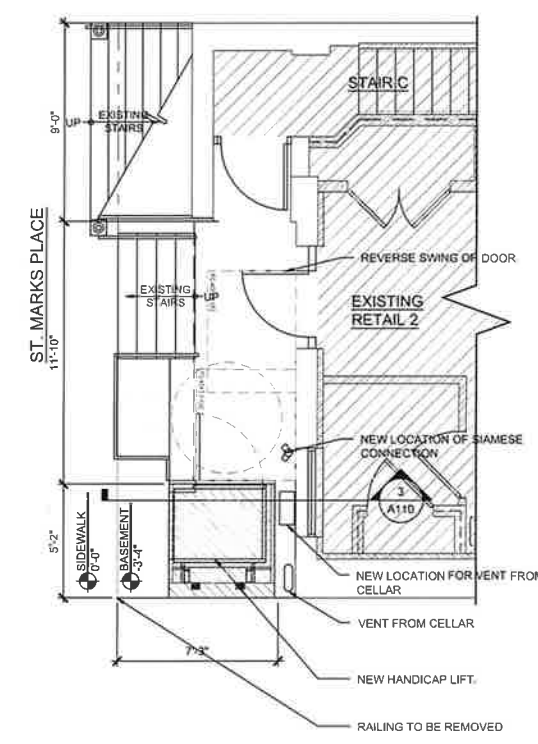 STAIR C
9'-0"
UP
EXISTING
STAIRS
ST. MARKS PLACE
REVERSE SWING OF DOOR
EXISTING
STAIRS
UP
EXISTING
RETAIL 2
11'-10"
NEW LOCATION OF SIAMESE
CONNECTION
3
A110
5'-2"
SIDEWALK
0'-0"
BASEMENT
-3'-4"
NEW LOCATION FOR VENT FROM
CELLAR
VENT FROM CELLAR
7'-3"
NEW HANDICAP LIFT.
RAILING TO BE REMOVED